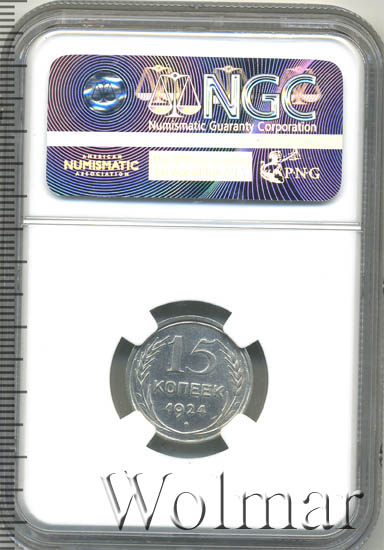 NGC
Numismatic Guaranty Corporation
AMERICAN
NUMISMATIC
ASSOCIATION
PNG
15
КОПЕЕК
1924
Wolmar